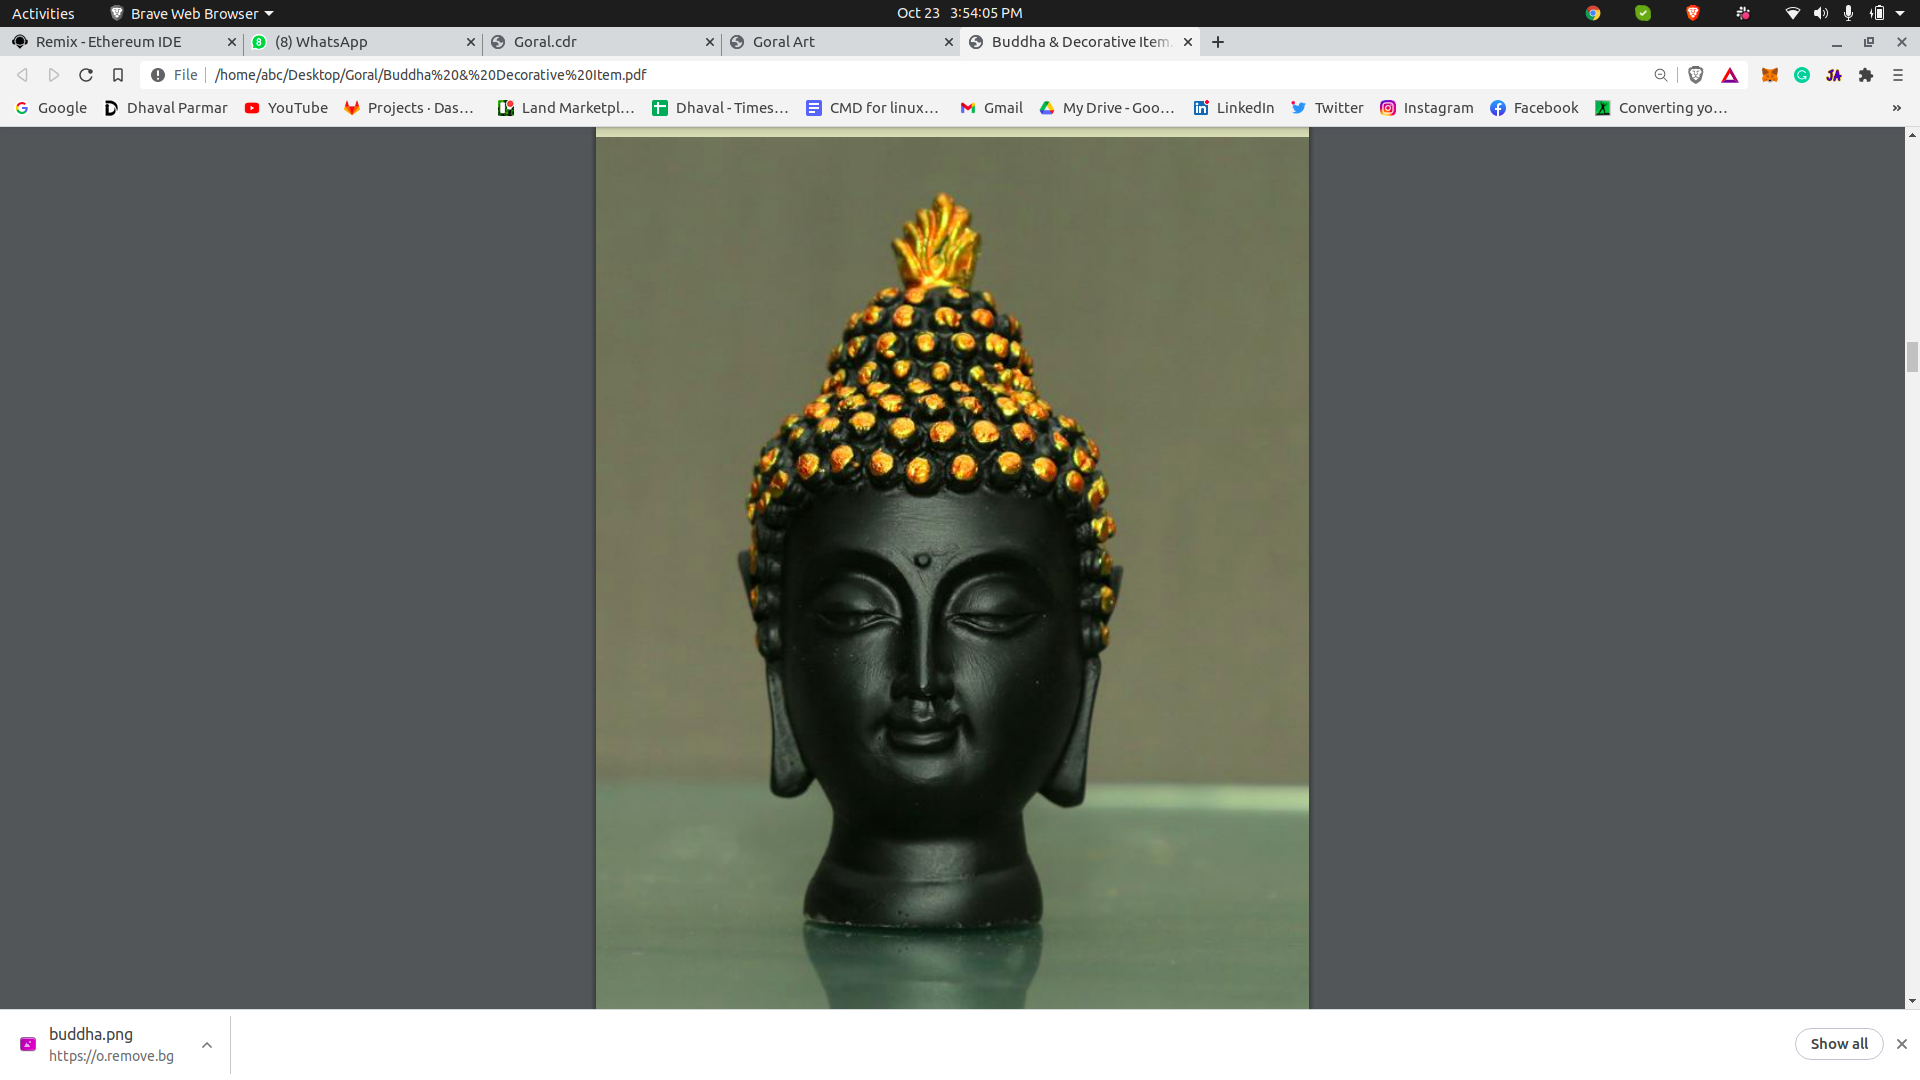 Activities Brave Web Browser Oct 23 3:54:05 PM
Remix - Ethereum IDE (8) WhatsApp Goral.cdr Goral Art Buddha & Decorative Item.
File /home/abc/Desktop/Goral/Buddha%20&%20Decorative%20Item.pdf
Google Dhaval Parmar YouTube Projects · Das... Land Marketpl... Dhaval - Times... CMD for linux... Gmail My Drive - Goo... LinkedIn Twitter Instagram Facebook Converting yo... »
buddha.png
https://o.remove.bg
Show all